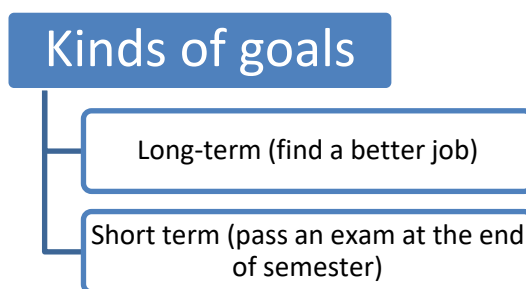 Kinds of goals
Long-term (find a better job)
Short term (pass an exam at the end
of semester)